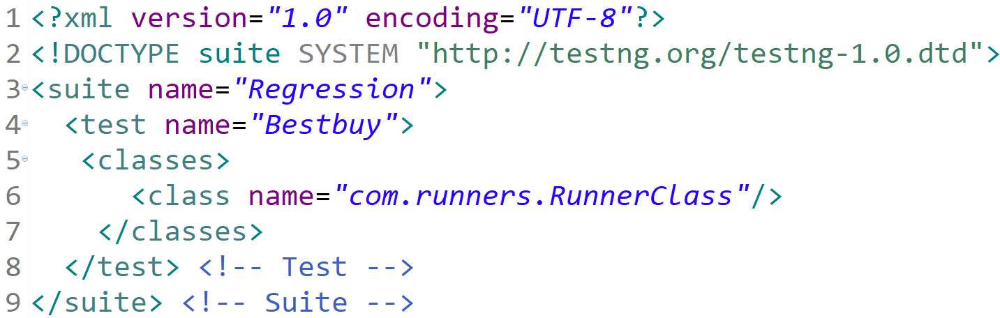 1 <?xml version="1.0" encoding="UTF-8"?>
2 <!DOCTYPE suite SYSTEM "http://testng.org/testng-1.0.dtd">
3 <suite name="Regression">
4   <test name="Bestbuy">
5    <classes>
6       <class name="com.runners.RunnerClass"/>
7     </classes>
8   </test> <!-- Test -->
9 </suite> <!-- Suite -->